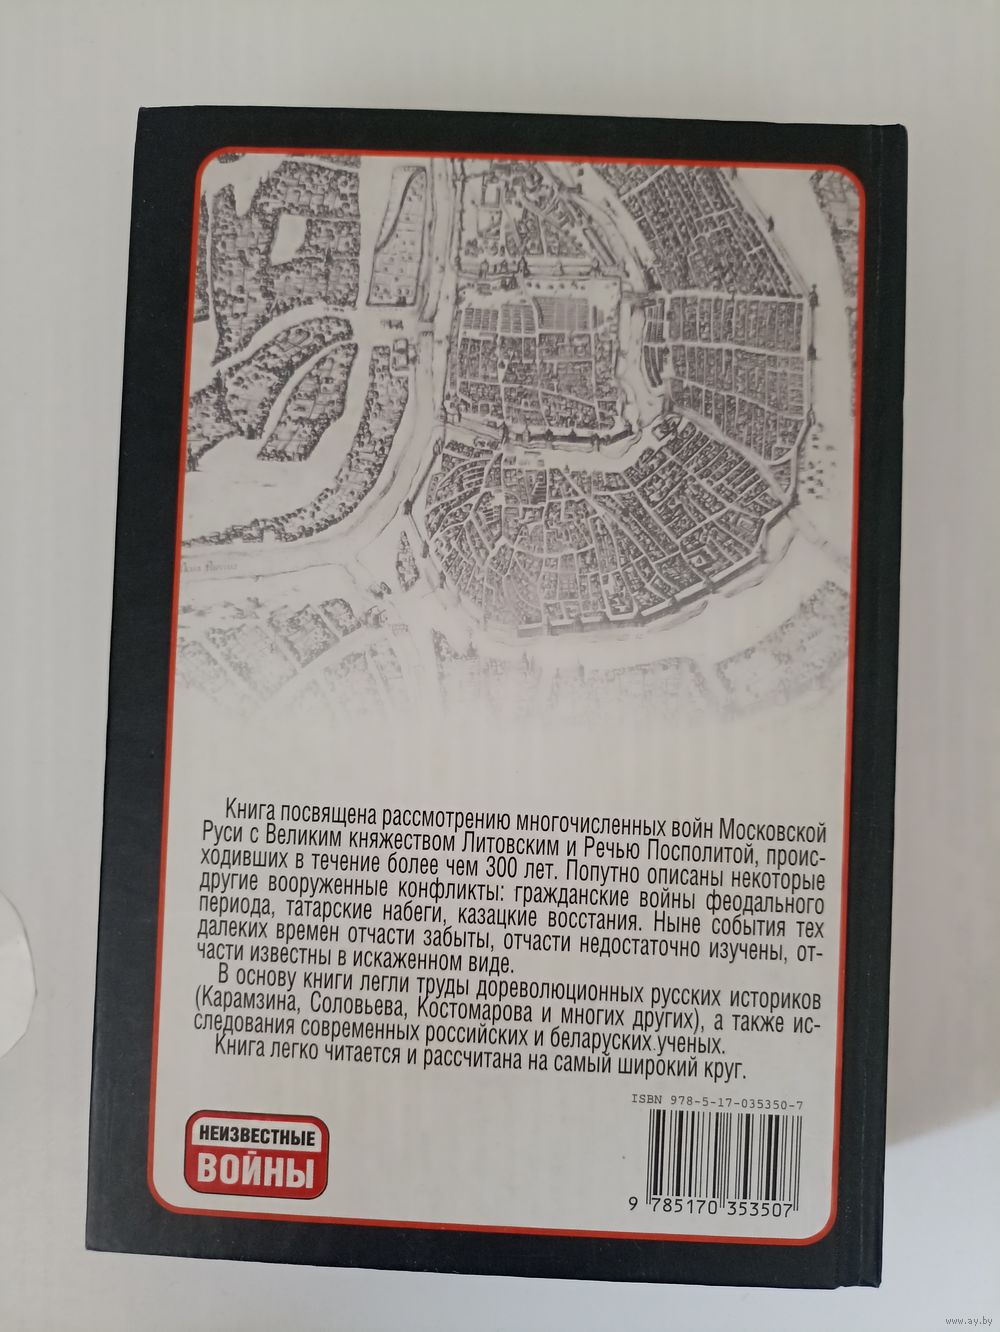 Книга посвящена рассмотрению многочисленных войн Московской
Руси с Великим княжеством Литовским и Речью Посполитой, проис-
ходивших в течение более чем 300 лет. Попутно описаны некоторые
другие вооруженные конфликты: гражданские войны феодального
периода, татарские набеги, казацкие восстания. Ныне события тех
далеких времен отчасти забыты, отчасти недостаточно изучены, от-
части известны в искаженном виде.
В основу книги легли труды дореволюционных русских историков
(Карамзина, Соловьева, Костомарова и многих других), а также ис-
следования современных российских и беларуских ученых.
Книга легко читается и рассчитана на самый широкий круг.
ISBN 978-5-17-035350-7
НЕИЗВЕСТНЫЕ
ВОЙНЫ
9 785170 353507
www.ay.by